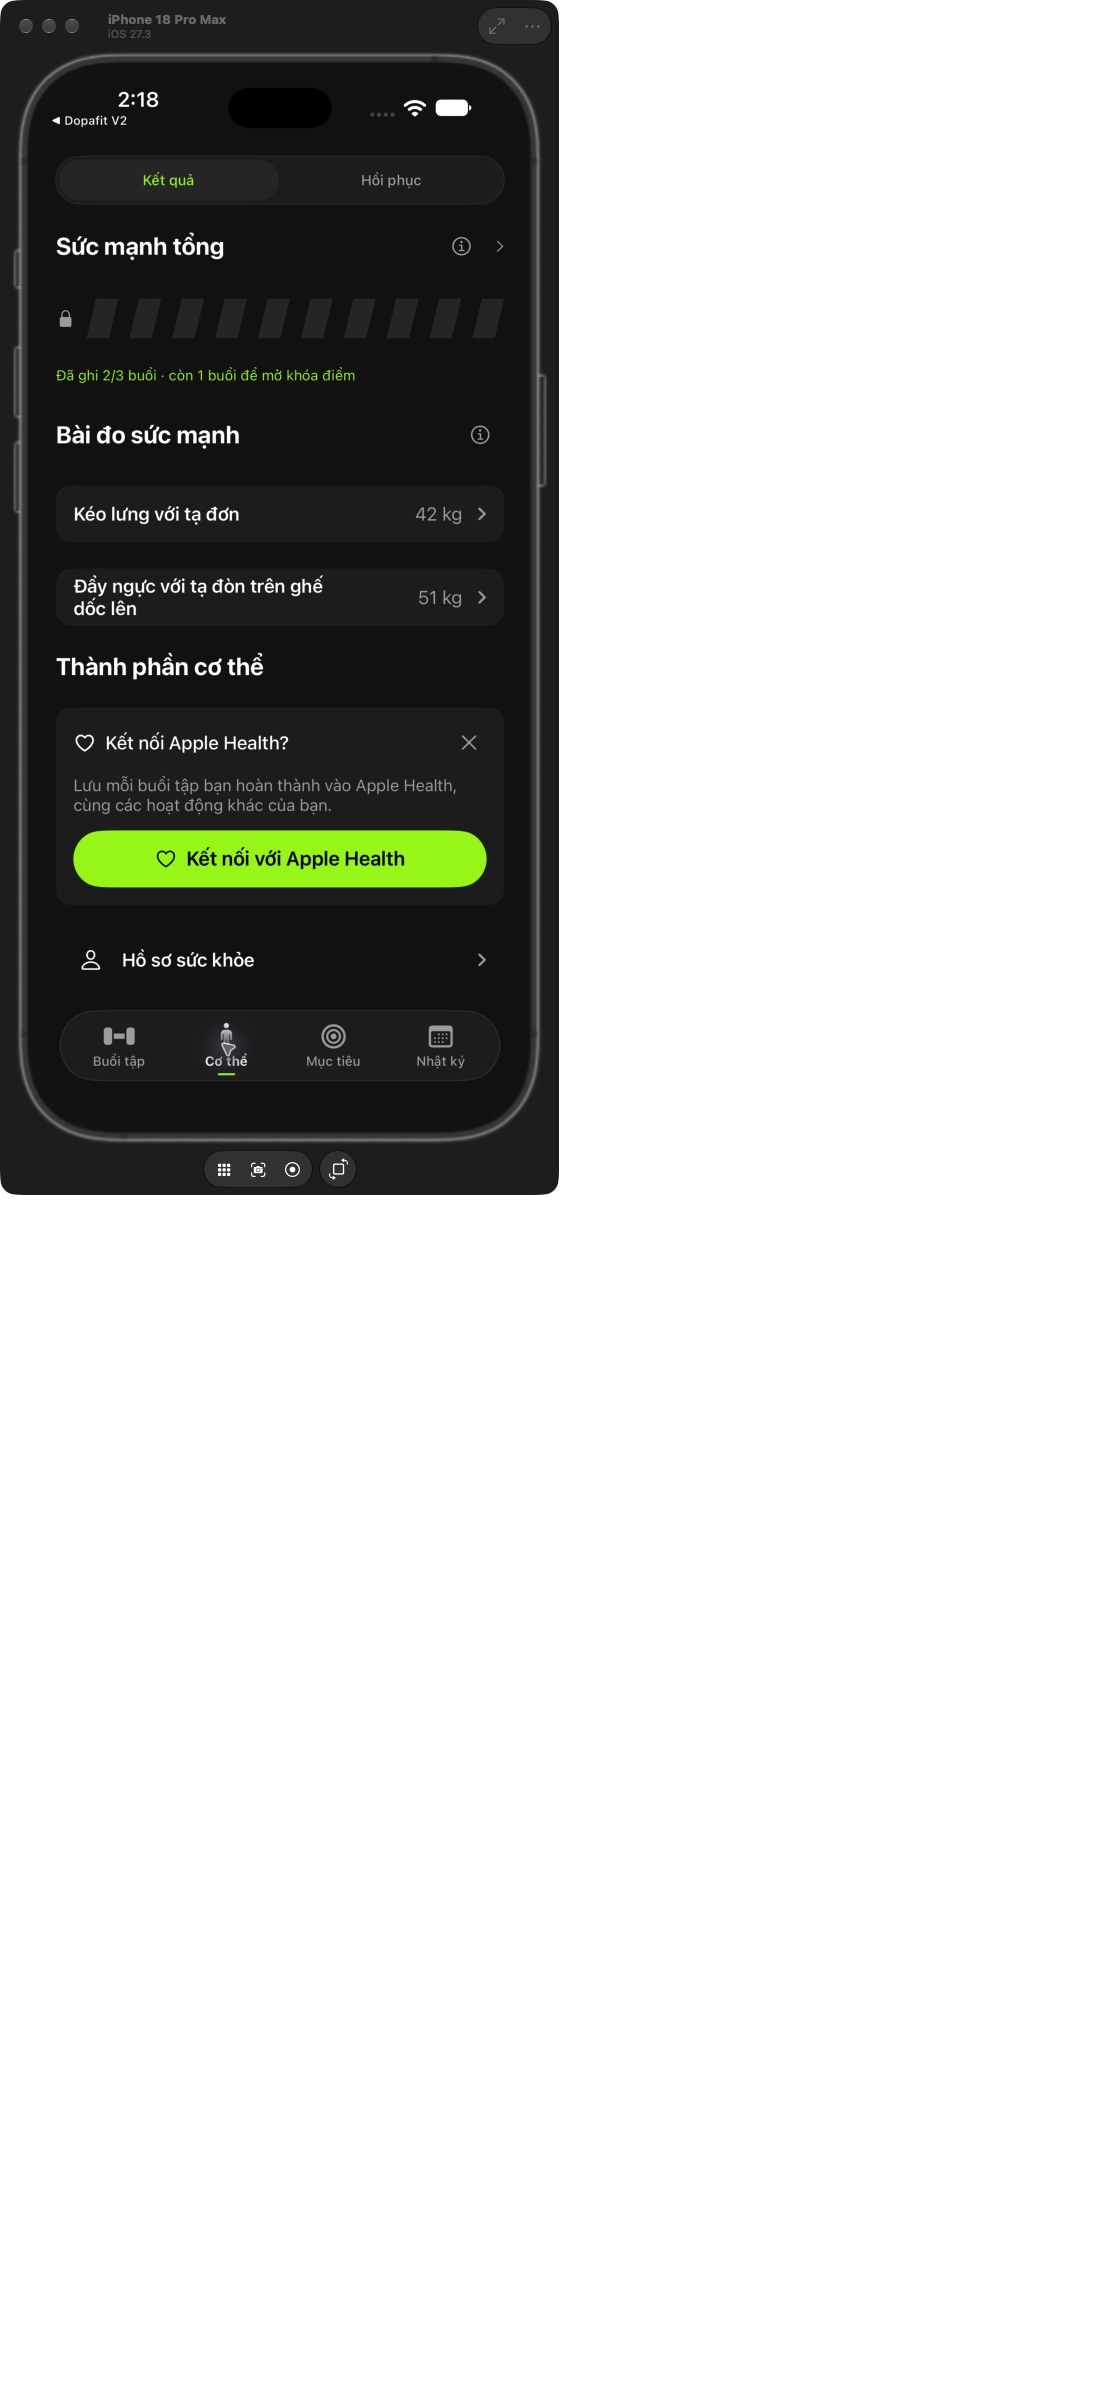 iPhone 18 Pro Max
iOS 27.3
2:18
◀ Dopafit V2
Kết quả
Hồi phục
Sức mạnh tổng
Đã ghi 2/3 buổi · còn 1 buổi để mở khóa điểm
Bài đo sức mạnh
Kéo lưng với tạ đơn
42 kg
Đẩy ngực với tạ đòn trên ghế
dốc lên
51 kg
Thành phần cơ thể
Kết nối Apple Health?
Lưu mỗi buổi tập bạn hoàn thành vào Apple Health,
cùng các hoạt động khác của bạn.
Kết nối với Apple Health
Hồ sơ sức khỏe
Buổi tập
Cơ thể
Mục tiêu
Nhật ký